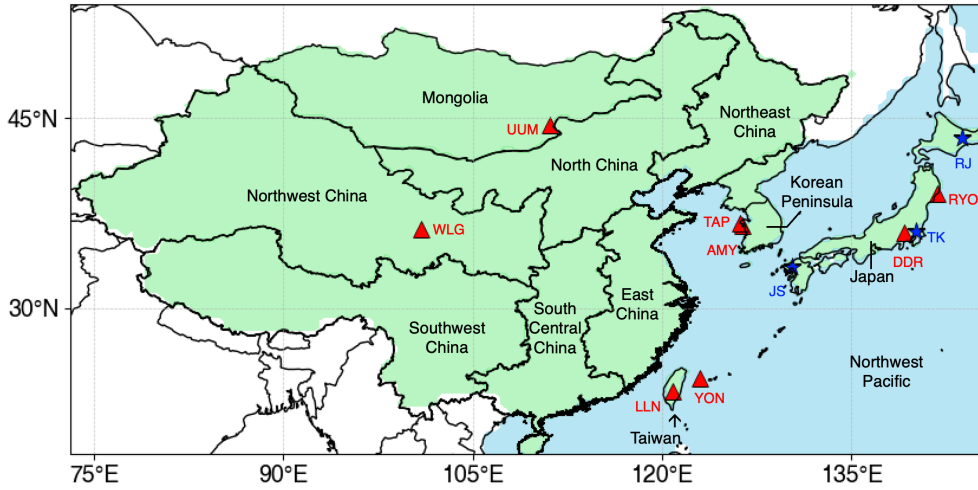 Mongolia
Northeast
China
45°N
UUM
North China
RJ
Northwest China
Korean
Peninsula
RYO
TAP
WLG
AMY
TK
DDR
Japan
JS
30°N
East
China
South
Central
China
Southwest
China
Northwest
Pacific
LLN
YON
Taiwan
75°E
90°E
105°E
120°E
135°E